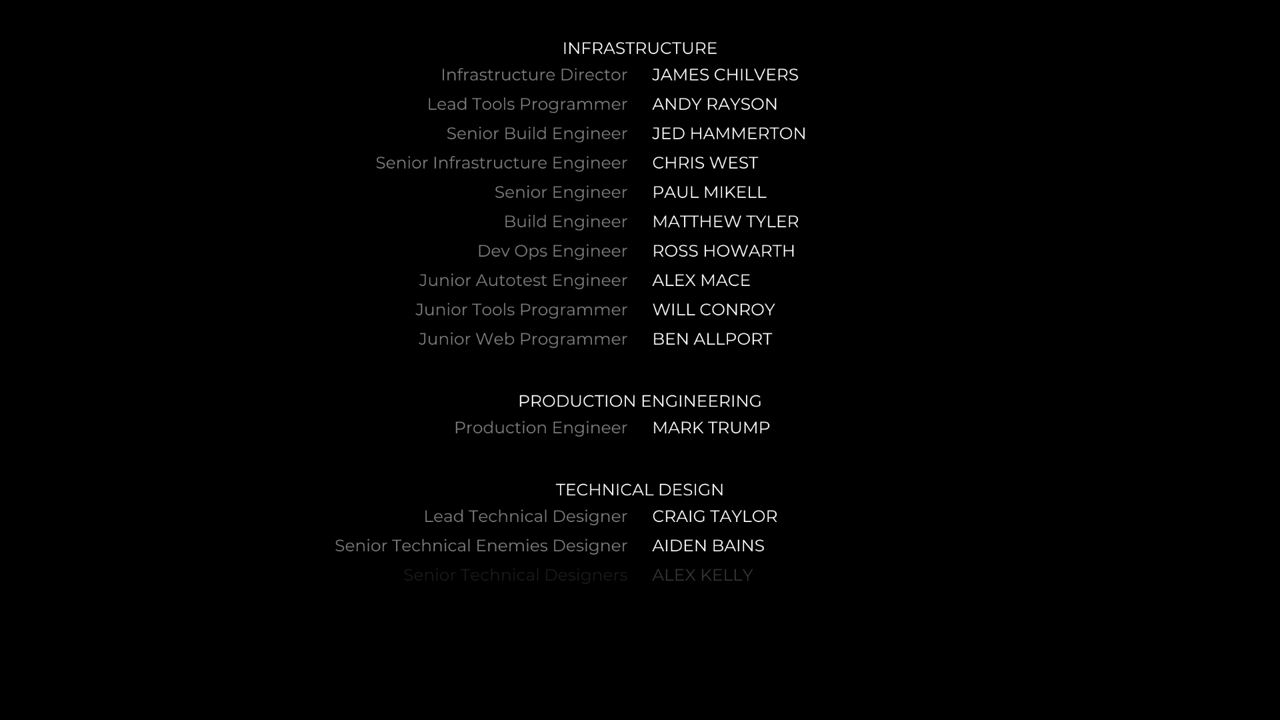 INFRASTRUCTURE
Infrastructure Director JAMES CHILVERS
Lead Tools Programmer ANDY RAYSON
Senior Build Engineer JED HAMMERTON
Senior Infrastructure Engineer CHRIS WEST
Senior Engineer PAUL MIKELL
Build Engineer MATTHEW TYLER
Dev Ops Engineer ROSS HOWARTH
Junior Autotest Engineer ALEX MACE
Junior Tools Programmer WILL CONROY
Junior Web Programmer BEN ALLPORT
PRODUCTION ENGINEERING
Production Engineer MARK TRUMP
TECHNICAL DESIGN
Lead Technical Designer CRAIG TAYLOR
Senior Technical Enemies Designer AIDEN BAINS
Senior Technical Designers ALEX KELLY